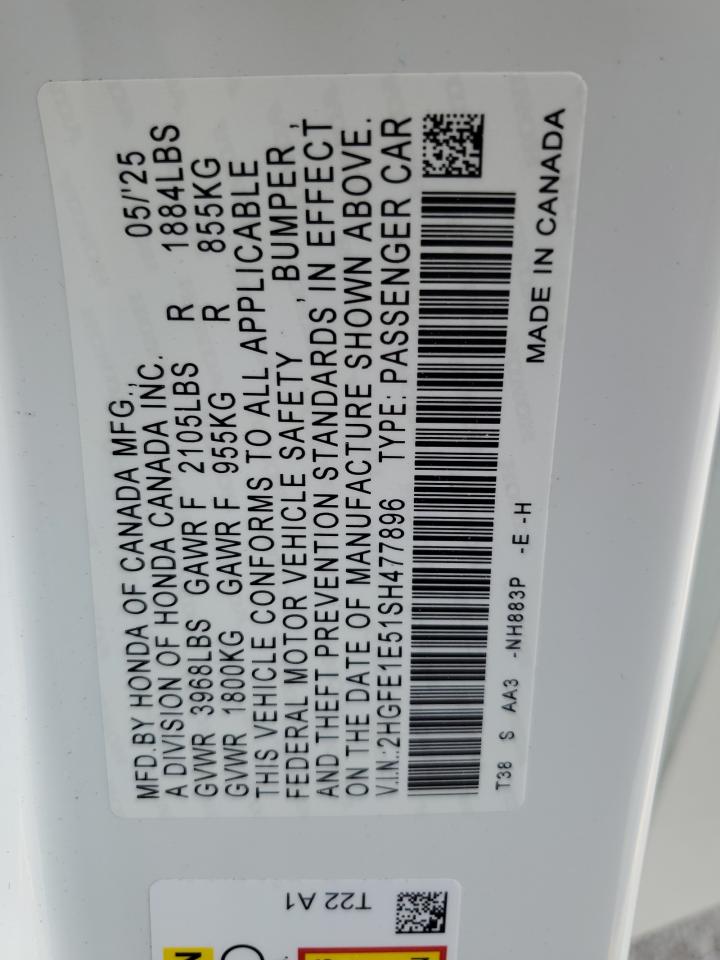 MFD.BY HONDA OF CANADA MFG., 05/'25
A DIVISION OF HONDA CANADA INC.
GVWR 3968LBS GAWR F 2105LBS R 1884LBS
GVWR 1800KG GAWR F 955KG R 855KG
THIS VEHICLE CONFORMS TO ALL APPLICABLE
FEDERAL MOTOR VEHICLE SAFETY , BUMPER ,
AND THEFT PREVENTION STANDARDS IN EFFECT
ON THE DATE OF MANUFACTURE SHOWN ABOVE.
V.I.N.:2HGFE1E51SH477896 TYPE: PASSENGER CAR
T38 S AA3 -NH883P -E -H
MADE IN CANADA
T22 A1